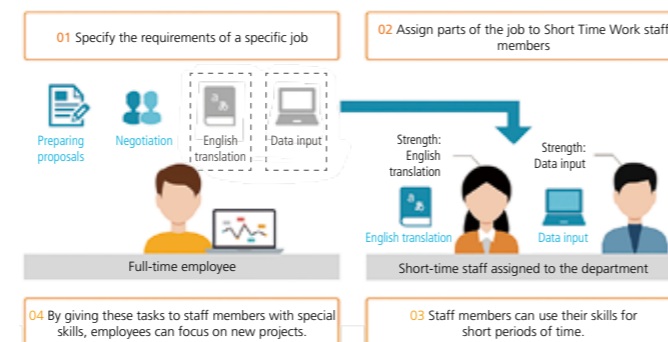 01 Specify the requirements of a specific job
02 Assign parts of the job to Short Time Work staff
members
Preparing
proposals
Negotiation
English
translation
Data input
Strength:
English
translation
Strength:
Data input
English translation
Data input
Full-time employee
Short-time staff assigned to the department
04 By giving these tasks to staff members with special
skills, employees can focus on new projects.
03 Staff members can use their skills for
short periods of time.